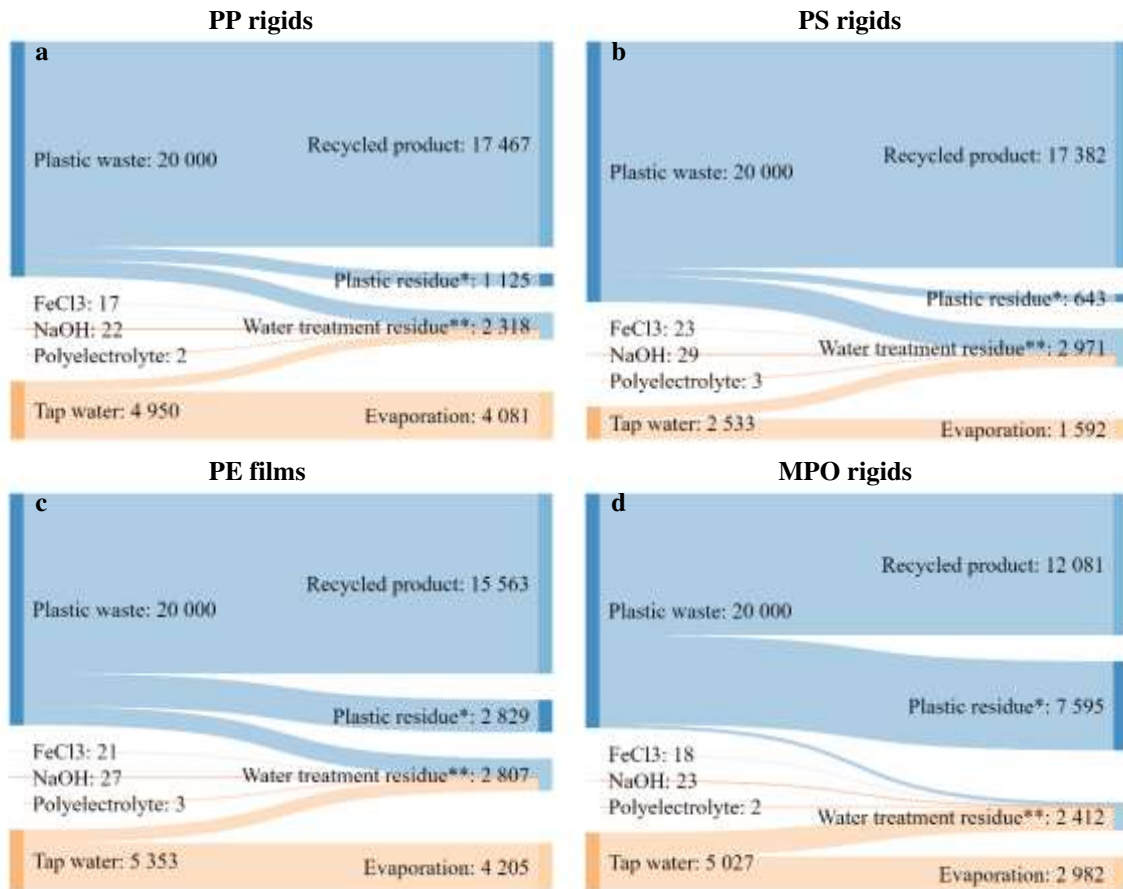 PP rigids
a
Plastic waste: 20 000
Recycled product: 17 467
Plastic residue*: 1 125
FeCl3: 17
NaOH: 22
Water treatment residue**: 2 318
Polyelectrolyte: 2
Tap water: 4 950
Evaporation: 4 081
PS rigids
b
Plastic waste: 20 000
Recycled product: 17 382
Plastic residue*: 643
FeCl3: 23
NaOH: 29
Water treatment residue**: 2 971
Polyelectrolyte: 3
Tap water: 2 533
Evaporation: 1 592
PE films
c
Plastic waste: 20 000
Recycled product: 15 563
Plastic residue*: 2 829
FeCl3: 21
NaOH: 27
Water treatment residue**: 2 807
Polyelectrolyte: 3
Tap water: 5 353
Evaporation: 4 205
MPO rigids
d
Plastic waste: 20 000
Recycled product: 12 081
Plastic residue*: 7 595
FeCl3: 18
NaOH: 23
Polyelectrolyte: 2
Water treatment residue**: 2 412
Tap water: 5 027
Evaporation: 2 982